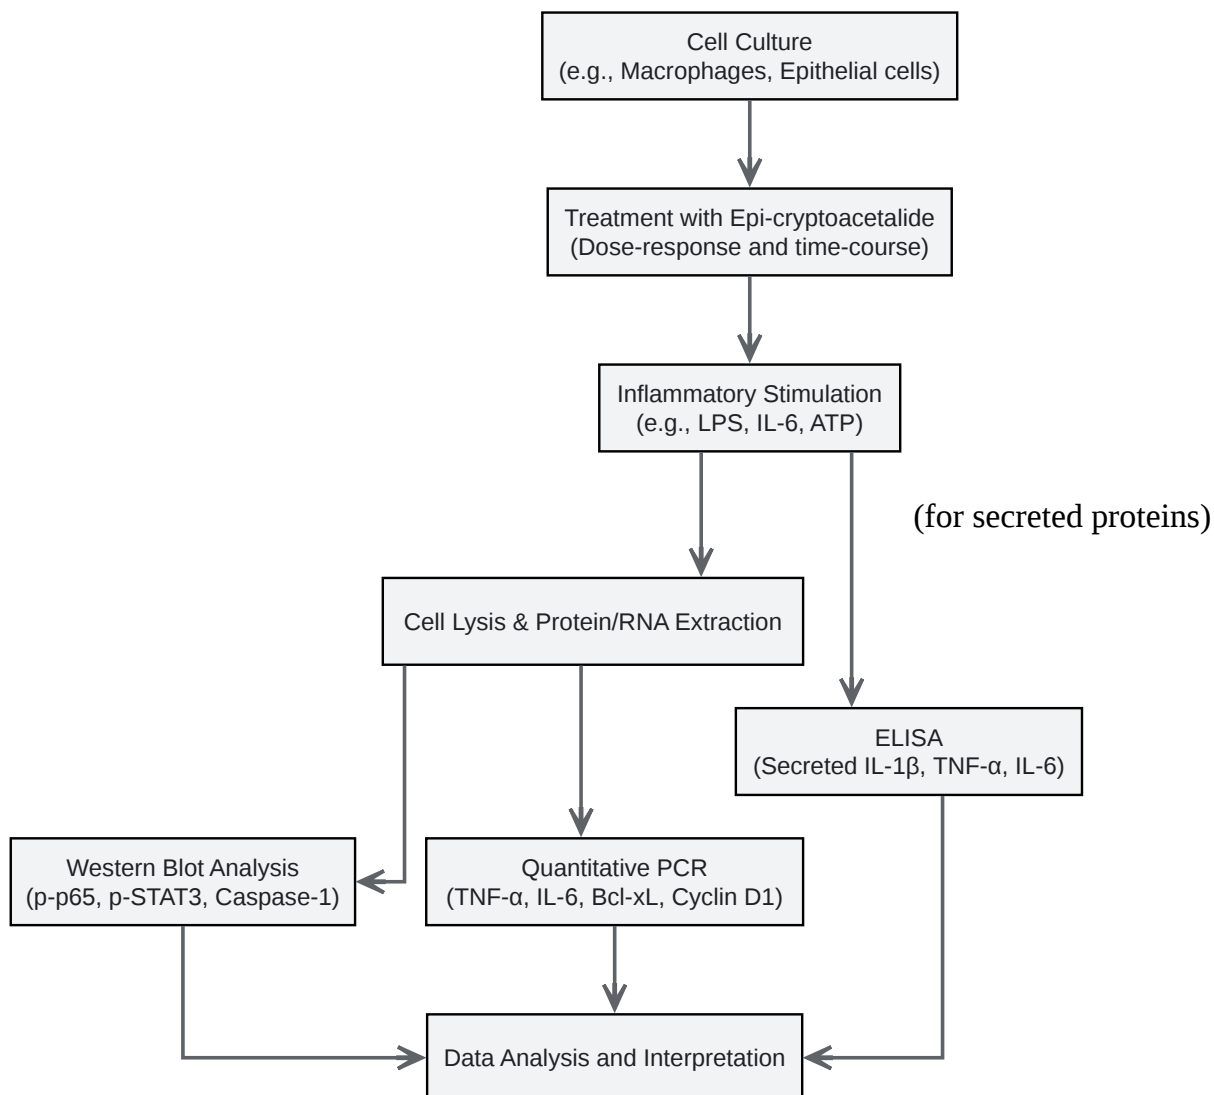 Cell Culture
(e.g., Macrophages, Epithelial cells)
Treatment with Epi-cryptoacetalide
(Dose-response and time-course)
Inflammatory Stimulation
(e.g., LPS, IL-6, ATP)
(for secreted proteins)
Cell Lysis & Protein/RNA Extraction
ELISA
(Secreted IL-1β, TNF-α, IL-6)
Western Blot Analysis
(p-p65, p-STAT3, Caspase-1)
Quantitative PCR
(TNF-α, IL-6, Bcl-xL, Cyclin D1)
Data Analysis and Interpretation